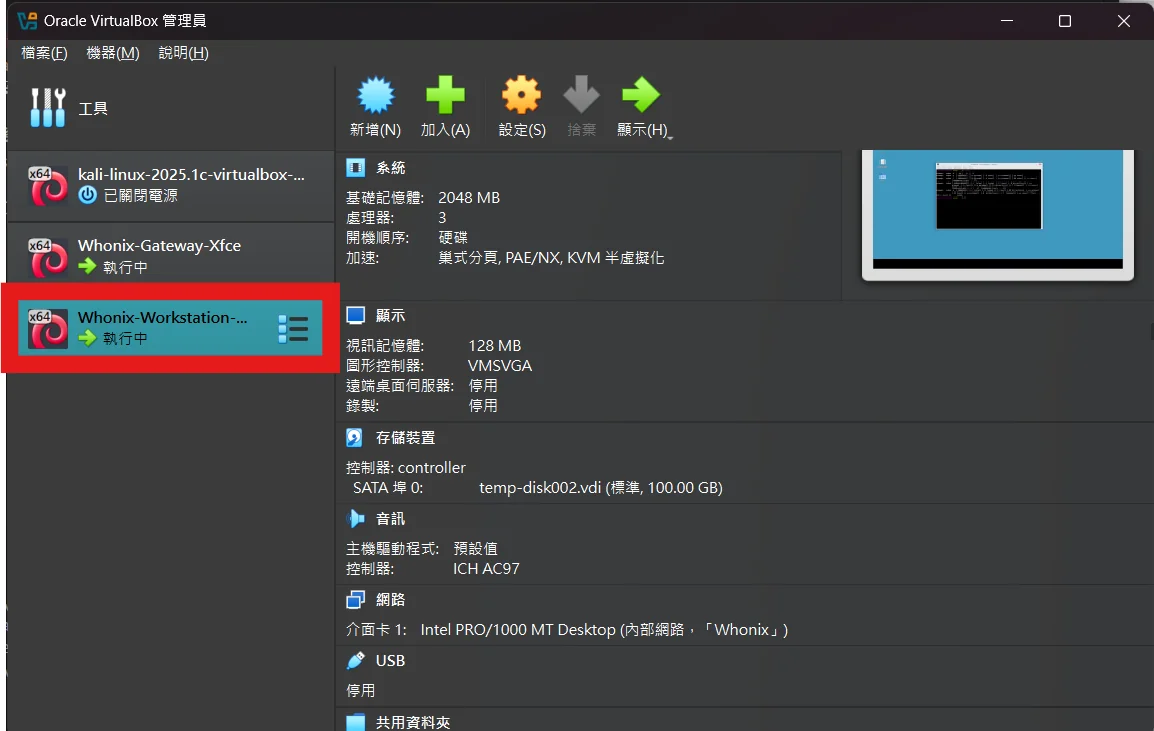 Oracle VirtualBox 管理員
檔案(F) 機器(M) 說明(H)
工具
新增(N) 加入(A) 設定(S) 捨棄 顯示(H)
x64 kali-linux-2025.1c-virtualbox-...
已關閉電源
x64 Whonix-Gateway-Xfce
執行中
x64 Whonix-Workstation-...
執行中
系統
基礎記憶體: 2048 MB
處理器: 3
開機順序: 硬碟
加速: 巢式分頁, PAE/NX, KVM 半虛擬化
顯示
視訊記憶體: 128 MB
圖形控制器: VMSVGA
遠端桌面伺服器: 停用
錄製: 停用
存儲裝置
控制器: controller
SATA 埠 0: temp-disk002.vdi (標準, 100.00 GB)
音訊
主機驅動程式: 預設值
控制器: ICH AC97
網路
介面卡 1: Intel PRO/1000 MT Desktop (內部網路，「Whonix」)
USB
停用
共用資料夾